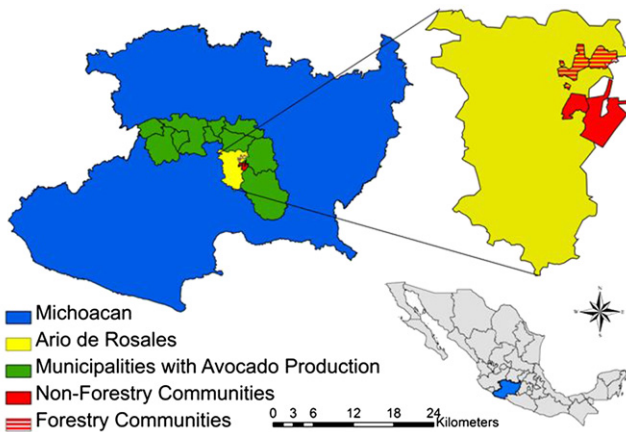 Michoacan
Ario de Rosales
Municipalities with Avocado Production
Non-Forestry Communities
Forestry Communities
0 3 6 12 18 24 Kilometers
N
W E
S